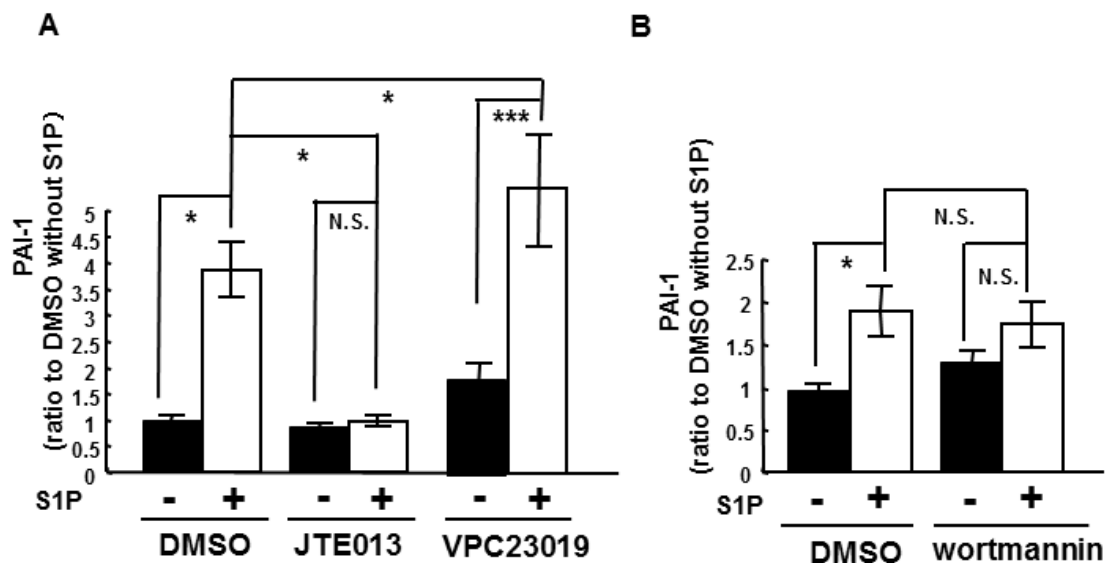 A
*
*
***
*
N.S.
PAI-1
(ratio to DMSO without S1P)
5
4.5
4
3.5
3
2.5
2
1.5
1
0.5
0
S1P - + - + - +
DMSO JTE013 VPC23019
B
N.S.
*
N.S.
PAI-1
(ratio to DMSO without S1P)
2.5
2
1.5
1
0.5
0
S1P - + - +
DMSO wortmannin